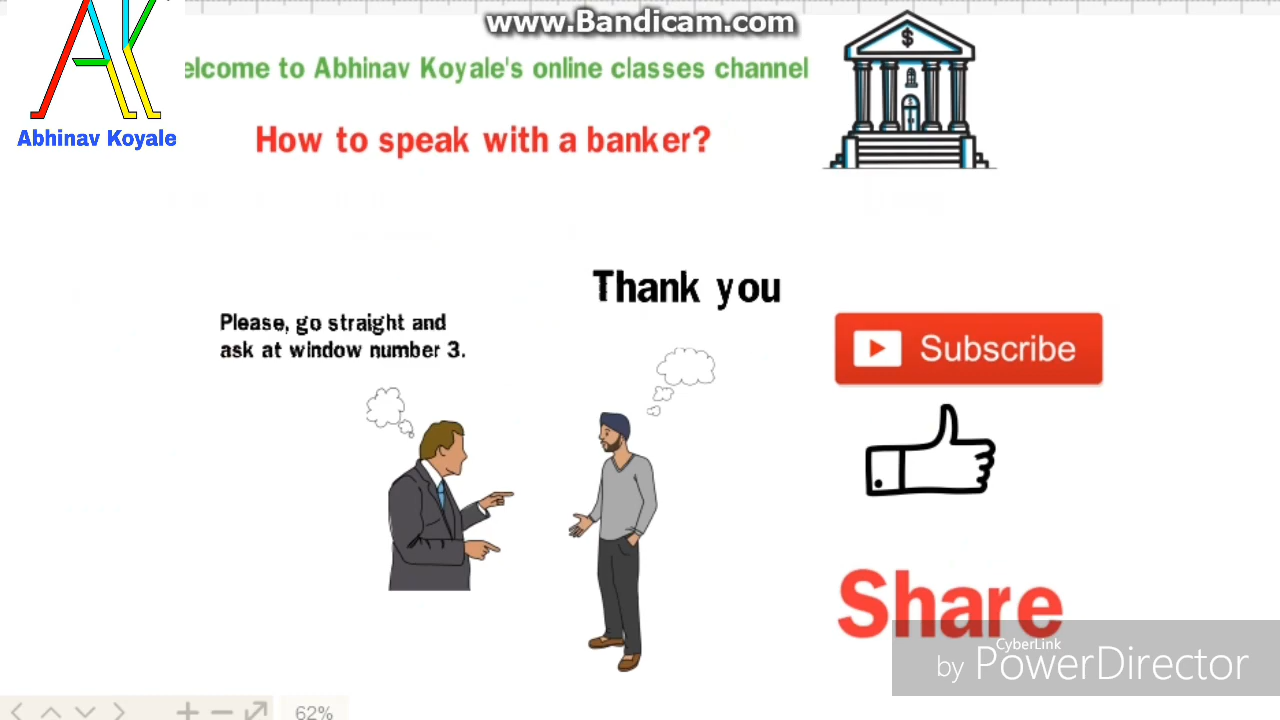 www.Bandicam.com
AK
Abhinav Koyale
elcome to Abhinav Koyale's online classes channel
How to speak with a banker?
$
Thank you
Please, go straight and
ask at window number 3.
Subscribe
Share
CyberLink
by PowerDirector
62%